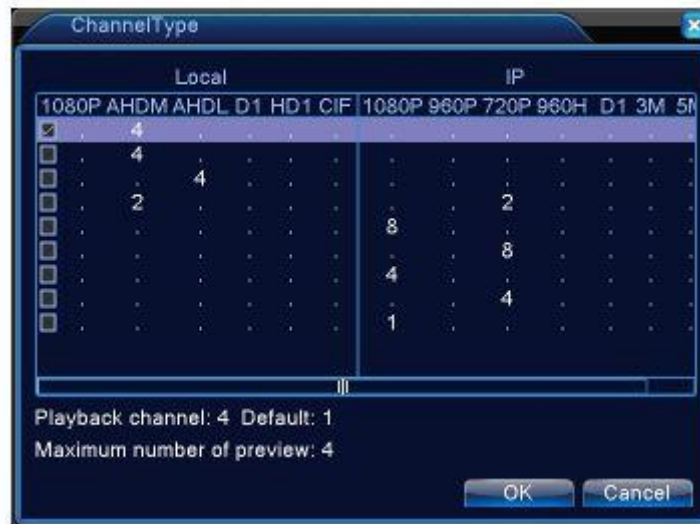 ChannelType
Local IP
1080P AHDM AHDL D1 HD1 CIF 1080P 960P 720P 960H D1 3M 5M
. 4 . . . . . . . . . . .
. 4 . . . . . . . . . . .
. . 4 . . . . . . . . . .
. 2 . . . . . . 2 . . . .
. . . . . . 8 . . . . . .
. . . . . . . . 8 . . . .
. . . . . . 4 . . . . . .
. . . . . . . . 4 . . . .
. . . . . . 1 . . . . . .
Playback channel: 4 Default: 1
Maximum number of preview: 4
OK Cancel